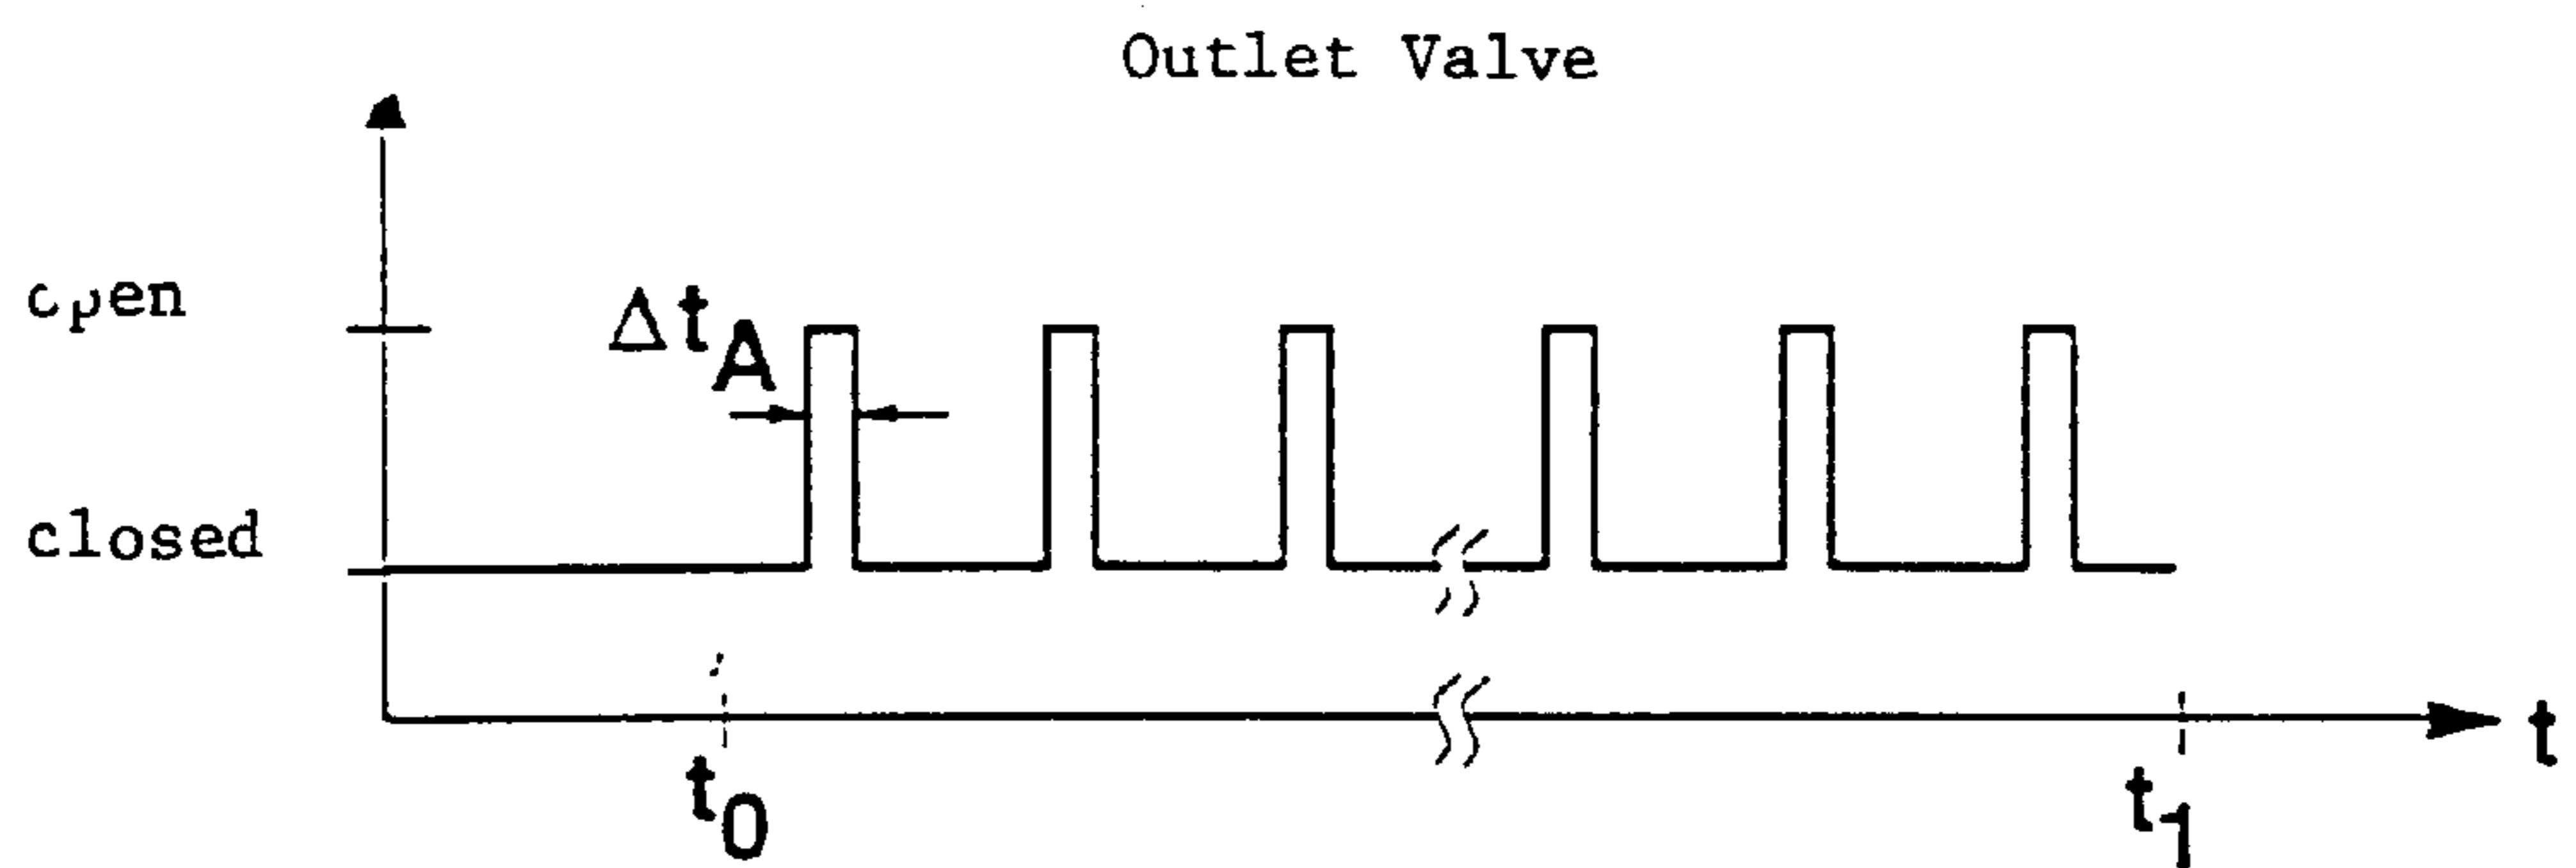 Outlet Valve
open
Δt_A
closed
t
t_0
t_1